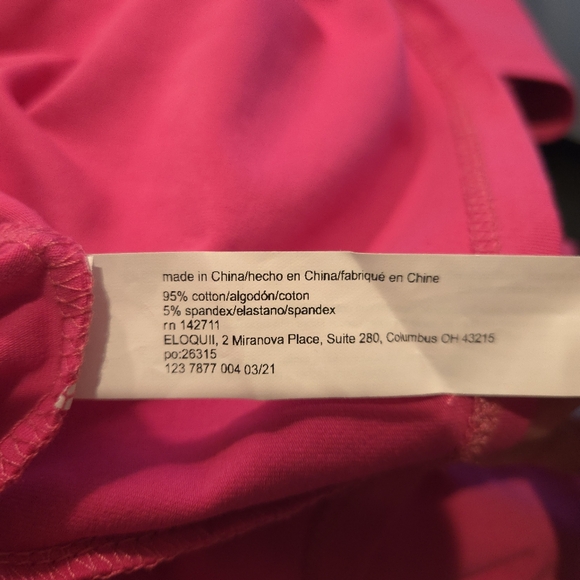 made in China/hecho en China/fabriqué en Chine
95% cotton/algodón/coton
5% spandex/elastano/spandex
rn 142711
ELOQUII, 2 Miranova Place, Suite 280, Columbus OH 43215
po:26315
123 7877 004 03/21